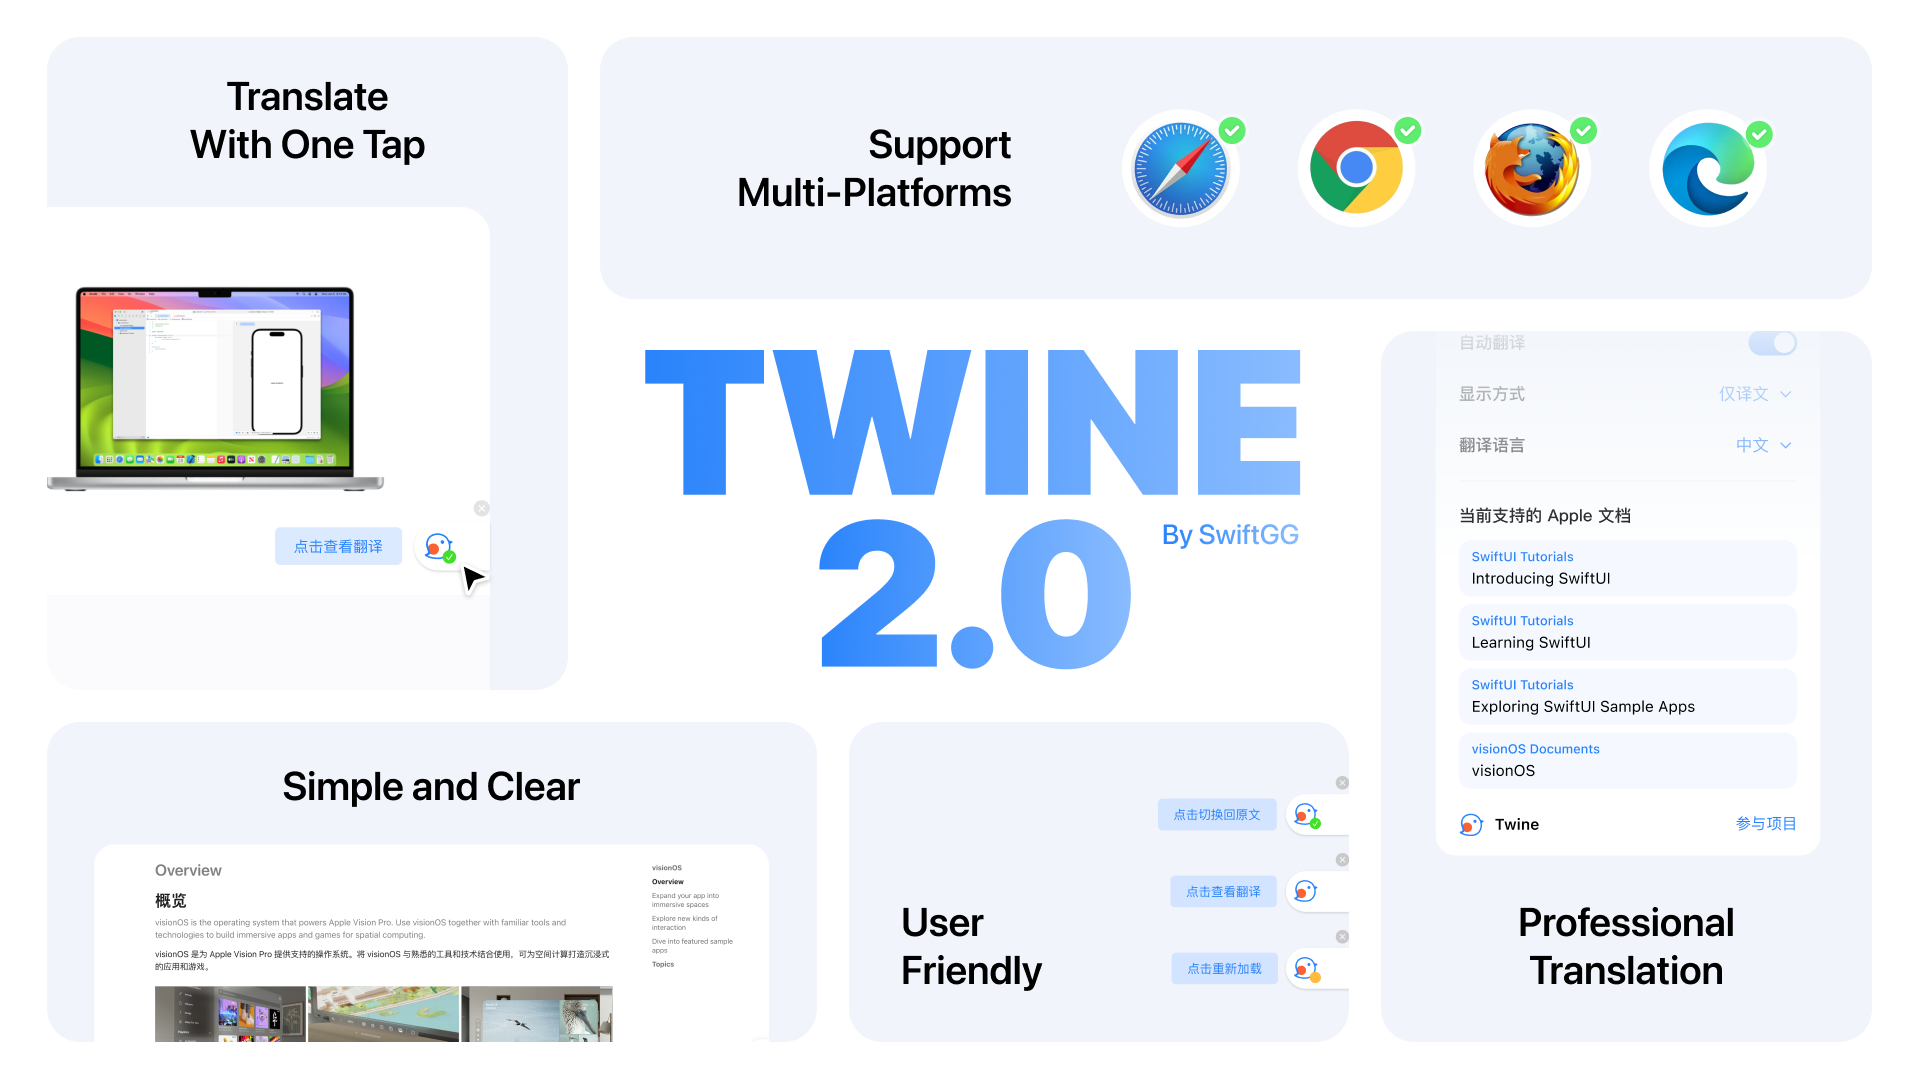 Translate
With One Tap
点击查看翻译
Support
Multi-Platforms
TWINE
2.0
By SwiftGG
自动翻译
显示方式
仅译文
翻译语言
中文
当前支持的 Apple 文档
SwiftUI Tutorials
Introducing SwiftUI
SwiftUI Tutorials
Learning SwiftUI
SwiftUI Tutorials
Exploring SwiftUI Sample Apps
visionOS Documents
visionOS
Twine
参与项目
Professional
Translation
Simple and Clear
Overview
概览
visionOS is the operating system that powers Apple Vision Pro. Use visionOS together with familiar tools and
technologies to build immersive apps and games for spatial computing.
visionOS 是为 Apple Vision Pro 提供支持的操作系统。将 visionOS 与熟悉的工具和技术结合使用，可为空间计算打造沉浸式
的应用和游戏。
visionOS
Overview
Expand your app into
immersive spaces
Explore new kinds of
interaction
Dive into featured sample
apps
Topics
User
Friendly
点击切换回原文
点击查看翻译
点击重新加载